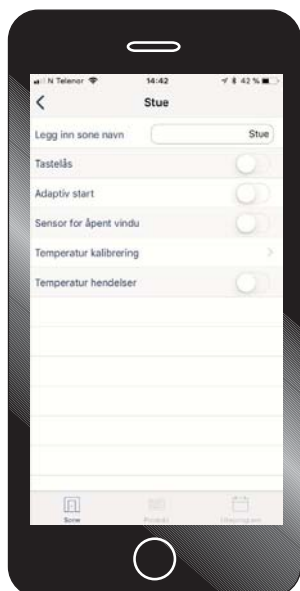 N Telenor 14:42 42 %
Stue
Legg inn sone navn Stue
Tastelås
Adaptiv start
Sensor for åpent vindu
Temperatur kalibrering
Temperatur hendelser
Sone